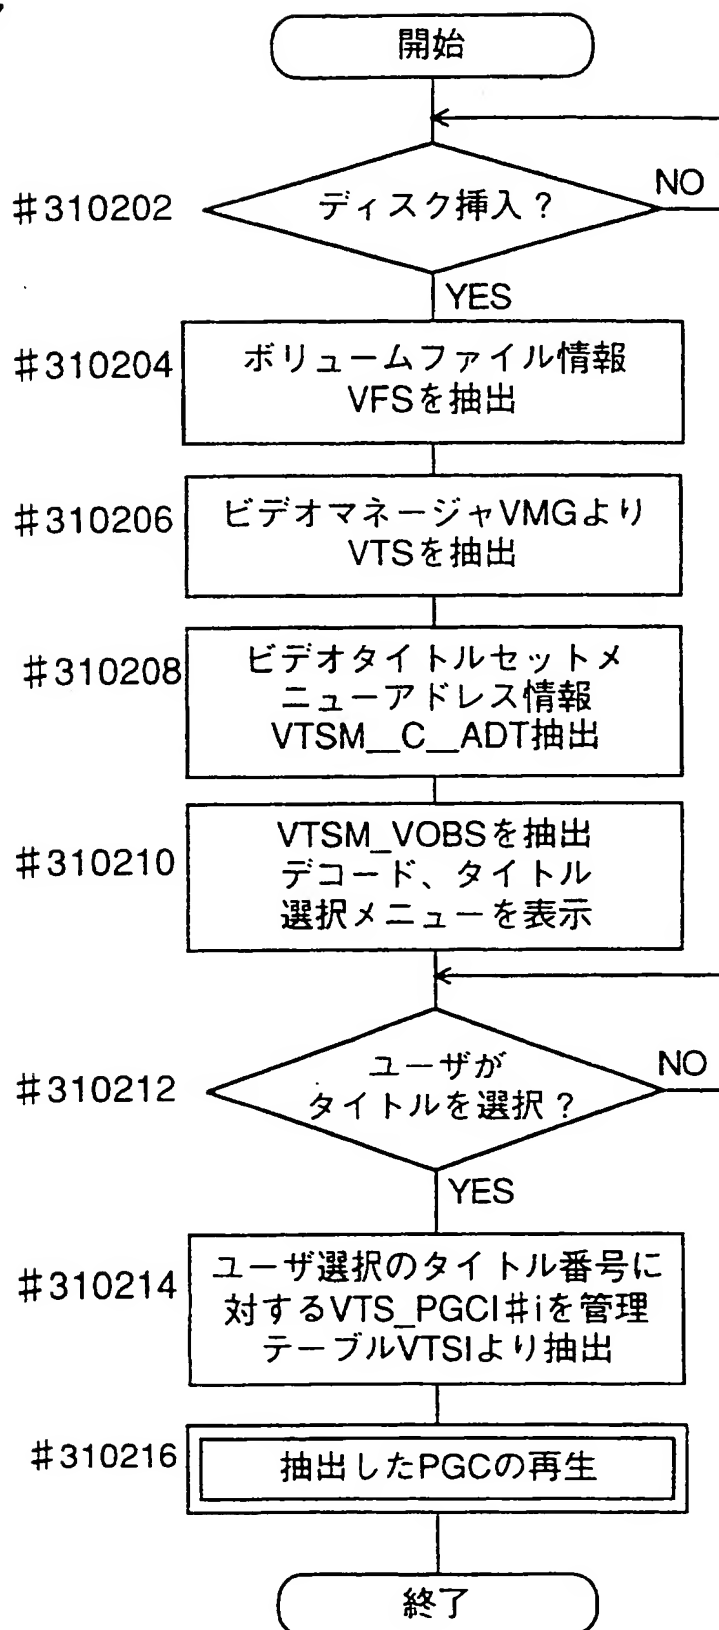 開始
#310202
ディスク挿入？
NO
YES
#310204
ボリュームファイル情報
VFSを抽出
#310206
ビデオマネージャVMGより
VTSを抽出
#310208
ビデオタイトルセットメ
ニューアドレス情報
VTSM__C__ADT抽出
#310210
VTSM_VOBSを抽出
デコード、タイトル
選択メニューを表示
#310212
ユーザが
タイトルを選択？
NO
YES
#310214
ユーザ選択のタイトル番号に
対するVTS_PGCI#iを管理
テーブルVTSIより抽出
#310216
抽出したPGCの再生
終了